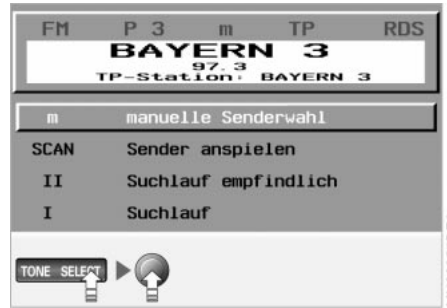 FM P 3 m TP RDS
BAYERN 3
97.3
TP-Station: BAYERN 3
m manuelle Senderwahl
SCAN Sender anspielen
II Suchlauf empfindlich
I Suchlauf
TONE SELECT